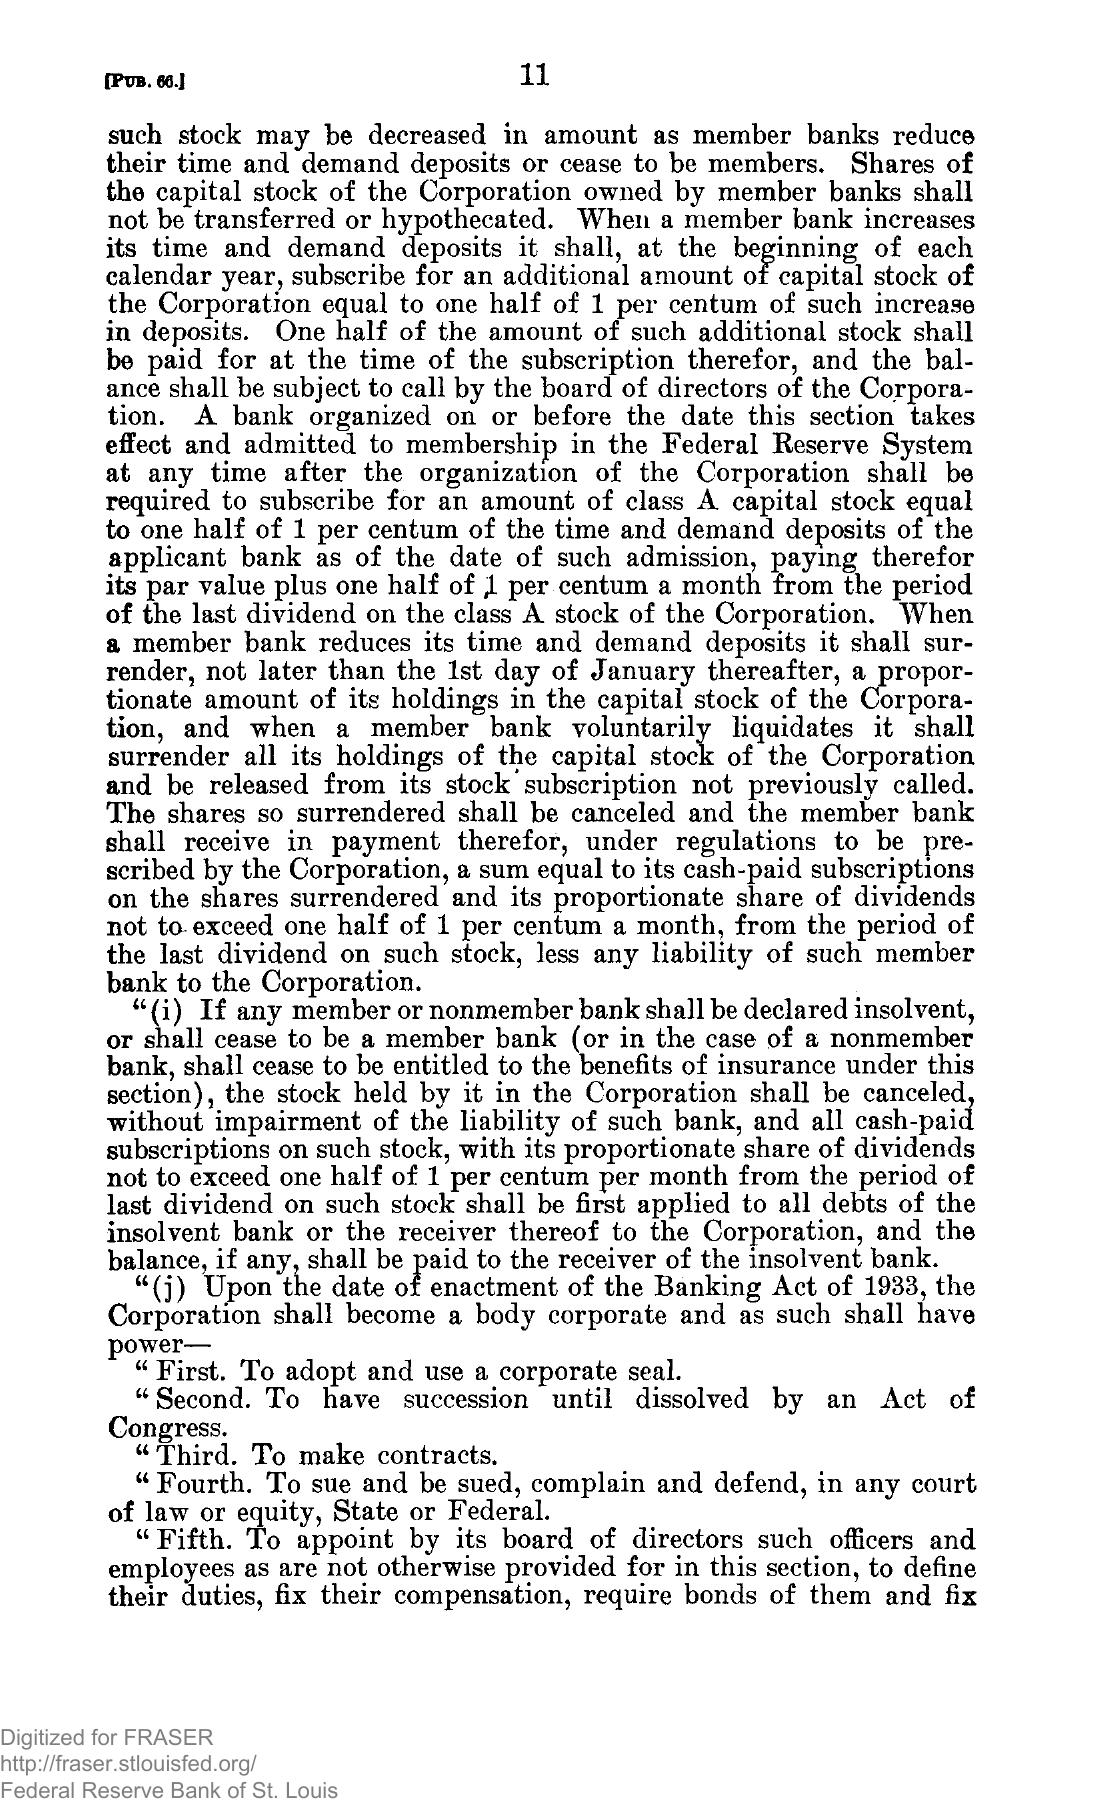 [PUB. 66.]
11
such stock may be decreased in amount as member banks reduce
their time and demand deposits or cease to be members. Shares of
the capital stock of the Corporation owned by member banks shall
not be transferred or hypothecated. When a member bank increases
its time and demand deposits it shall, at the beginning of each
calendar year, subscribe for an additional amount of capital stock of
the Corporation equal to one half of 1 per centum of such increase
in deposits. One half of the amount of such additional stock shall
be paid for at the time of the subscription therefor, and the bal-
ance shall be subject to call by the board of directors of the Corpora-
tion. A bank organized on or before the date this section takes
effect and admitted to membership in the Federal Reserve System
at any time after the organization of the Corporation shall be
required to subscribe for an amount of class A capital stock equal
to one half of 1 per centum of the time and demand deposits of the
applicant bank as of the date of such admission, paying therefor
its par value plus one half of 1 per centum a month from the period
of the last dividend on the class A stock of the Corporation. When
a member bank reduces its time and demand deposits it shall sur-
render, not later than the 1st day of January thereafter, a propor-
tionate amount of its holdings in the capital stock of the Corpora-
tion, and when a member bank voluntarily liquidates it shall
surrender all its holdings of the capital stock of the Corporation
and be released from its stock subscription not previously called.
The shares so surrendered shall be canceled and the member bank
shall receive in payment therefor, under regulations to be pre-
scribed by the Corporation, a sum equal to its cash-paid subscriptions
on the shares surrendered and its proportionate share of dividends
not to exceed one half of 1 per centum a month, from the period of
the last dividend on such stock, less any liability of such member
bank to the Corporation.
"(i) If any member or nonmember bank shall be declared insolvent,
or shall cease to be a member bank (or in the case of a nonmember
bank, shall cease to be entitled to the benefits of insurance under this
section), the stock held by it in the Corporation shall be canceled,
without impairment of the liability of such bank, and all cash-paid
subscriptions on such stock, with its proportionate share of dividends
not to exceed one half of 1 per centum per month from the period of
last dividend on such stock shall be first applied to all debts of the
insolvent bank or the receiver thereof to the Corporation, and the
balance, if any, shall be paid to the receiver of the insolvent bank.
"(j) Upon the date of enactment of the Banking Act of 1933, the
Corporation shall become a body corporate and as such shall have
power—
"First. To adopt and use a corporate seal.
"Second. To have succession until dissolved by an Act of
Congress.
"Third. To make contracts.
"Fourth. To sue and be sued, complain and defend, in any court
of law or equity, State or Federal.
"Fifth. To appoint by its board of directors such officers and
employees as are not otherwise provided for in this section, to define
their duties, fix their compensation, require bonds of them and fix
Digitized for FRASER
http://fraser.stlouisfed.org/
Federal Reserve Bank of St. Louis